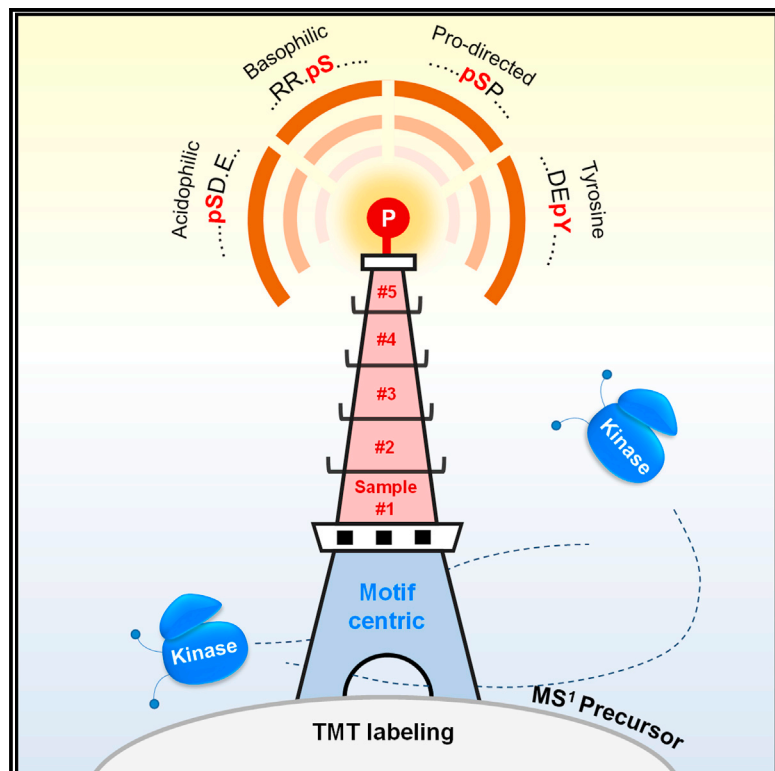 Basophilic
..RR.pS.....
Pro-directed
.....pSP....
Acidophilic
......pSD.E...
Tyrosine
...DEpY.....
P
#5
#4
#3
#2
Sample
#1
Kinase
Motif
centric
Kinase
MS¹ Precursor
TMT labeling